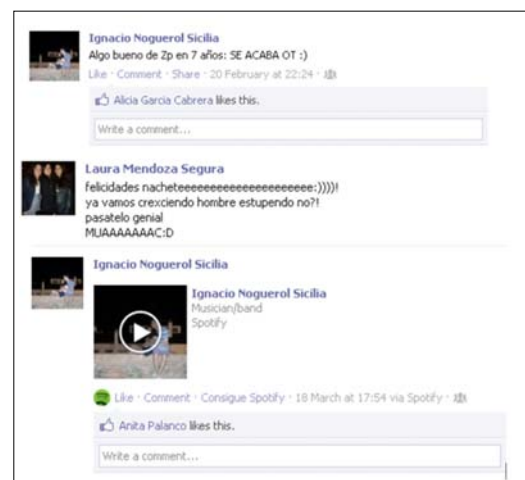 Ignacio Noguerol Sicilia
Algo bueno de Zp en 7 años: SE ACABA OT :)
Like · Comment · Share · 20 February at 22:24 ·
Alicia Garcia Cabrera likes this.
Write a comment...
Laura Mendoza Segura
felicidades nacheteeeeeeeeeeeeeeeeeeeeee:))))!
ya vamos crexciendo hombre estupendo no?!
pasatelo genial
MUAAAAAAAC:D
Ignacio Noguerol Sicilia
Ignacio Noguerol Sicilia
Musician/band
Spotify
Like · Comment · Consigue Spotify · 18 March at 17:54 via Spotify ·
Anita Palanco likes this.
Write a comment...